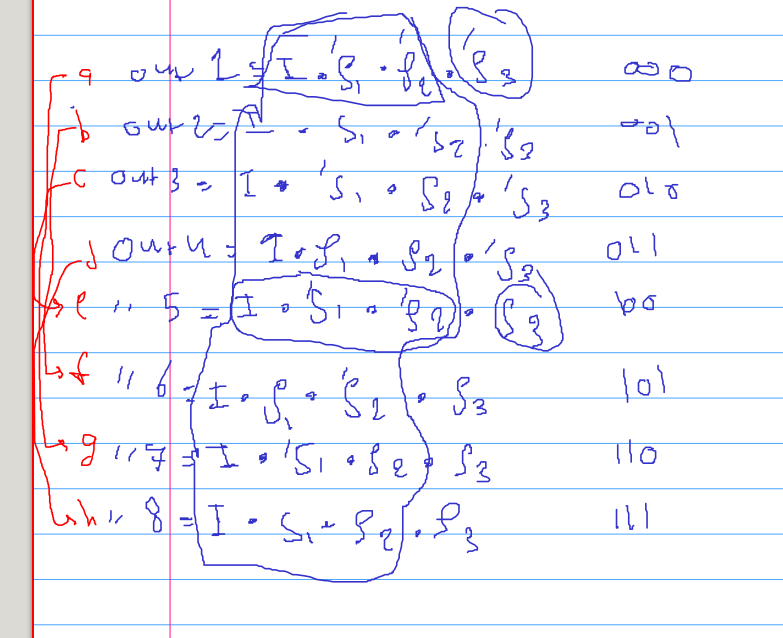 a out 1 = I . 'S1 . 'S2 . 'S3 000
b out 2 = I . S1 . 'S2 . 'S3 001
c out 3 = I . 'S1 . S2 . 'S3 010
d out 4 = I . S1 . S2 . 'S3 011
e " 5 = I . 'S1 . 'S2 . S3 100
f " 6 = I . S1 . 'S2 . S3 101
g " 7 = I . 'S1 . S2 . S3 110
h " 8 = I . S1 . S2 . S3 111